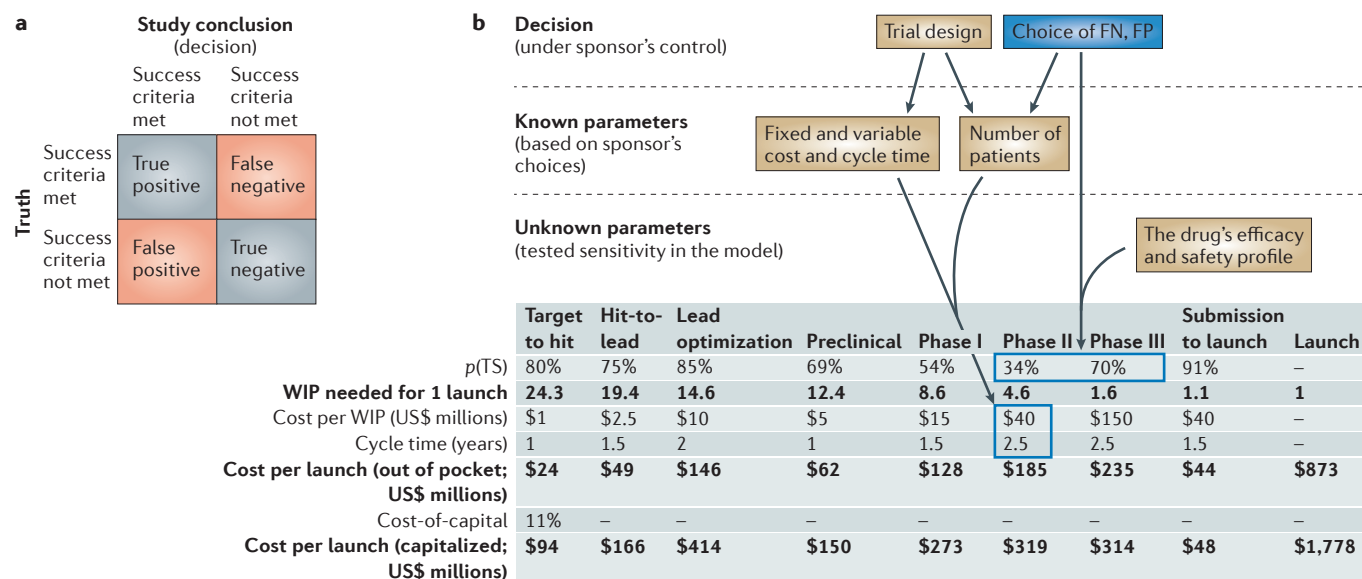 a
Study conclusion
(decision)
Success
criteria
met
Success
criteria
not met
Truth
Success
criteria
met
True
positive
False
negative
Success
criteria
not met
False
positive
True
negative
b
Decision
(under sponsor's control)
Trial design
Choice of FN, FP
Known parameters
(based on sponsor's
choices)
Fixed and variable
cost and cycle time
Number of
patients
Unknown parameters
(tested sensitivity in the model)
The drug's efficacy
and safety profile
Target to hit Hit-to-lead Lead optimization Preclinical Phase I Phase II Phase III Submission to launch Launch
p(TS) 80% 75% 85% 69% 54% 34% 70% 91% –
WIP needed for 1 launch 24.3 19.4 14.6 12.4 8.6 4.6 1.6 1.1 1
Cost per WIP (US$ millions) $1 $2.5 $10 $5 $15 $40 $150 $40 –
Cycle time (years) 1 1.5 2 1 1.5 2.5 2.5 1.5 –
Cost per launch (out of pocket; $24 $49 $146 $62 $128 $185 $235 $44 $873
US$ millions)
Cost-of-capital 11% – – – – – – – –
Cost per launch (capitalized; $94 $166 $414 $150 $273 $319 $314 $48 $1,778
US$ millions)